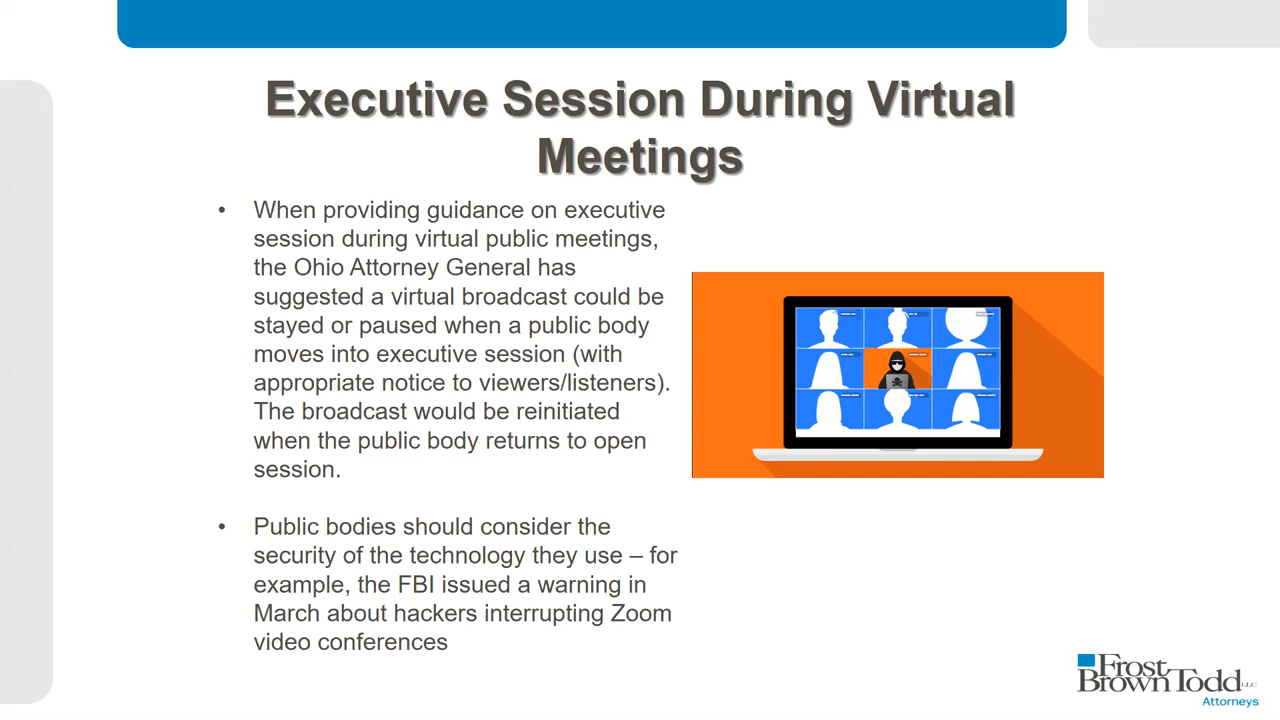 Executive Session During Virtual
Meetings
• When providing guidance on executive
session during virtual public meetings,
the Ohio Attorney General has
suggested a virtual broadcast could be
stayed or paused when a public body
moves into executive session (with
appropriate notice to viewers/listeners).
The broadcast would be reinitiated
when the public body returns to open
session.
• Public bodies should consider the
security of the technology they use – for
example, the FBI issued a warning in
March about hackers interrupting Zoom
video conferences
Frost
Brown Todd LLC
Attorneys